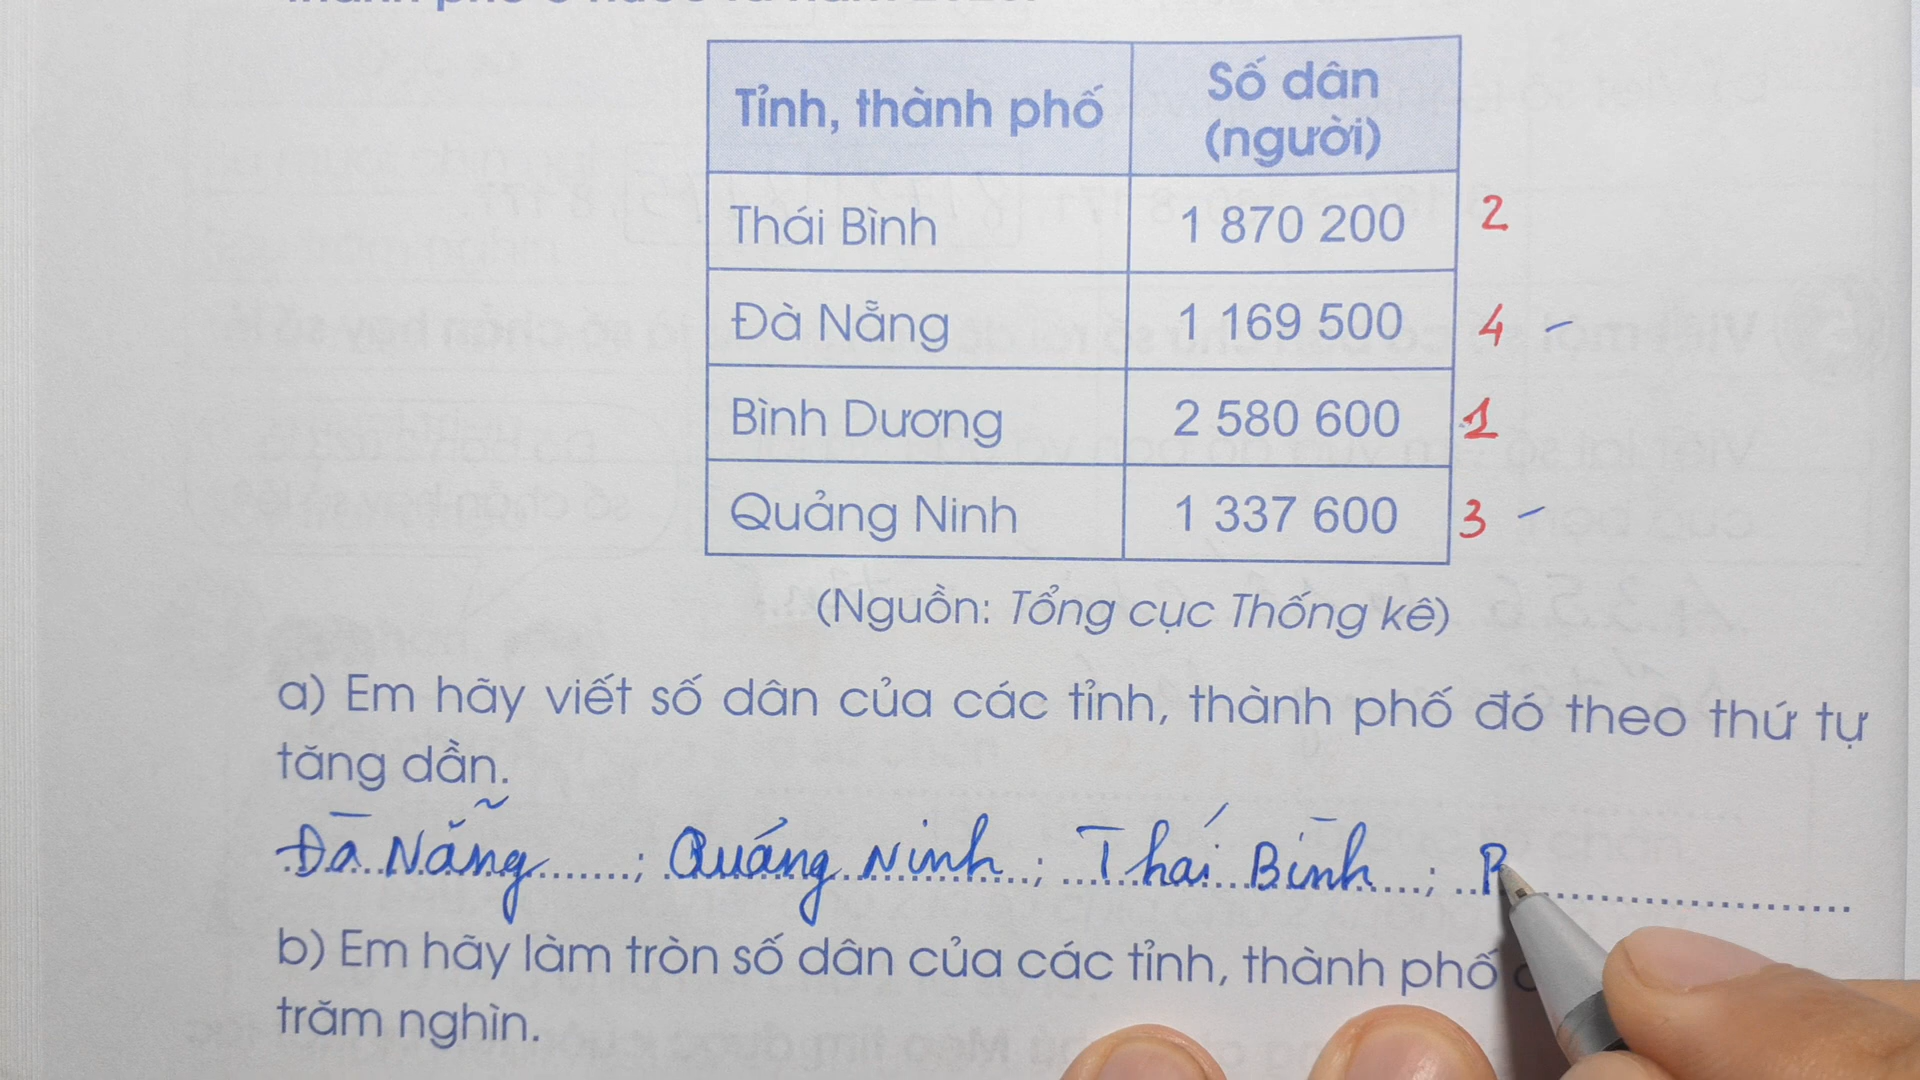 Tỉnh, thành phố Số dân (người)
Thái Bình 1 870 200 2
Đà Nẵng 1 169 500 4 –
Bình Dương 2 580 600 1
Quảng Ninh 1 337 600 3 –
(Nguồn: Tổng cục Thống kê)
a) Em hãy viết số dân của các tỉnh, thành phố đó theo thứ tự
tăng dần.
Đà Nẵng ; Quảng Ninh ; Thái Bình ; B
b) Em hãy làm tròn số dân của các tỉnh, thành phố
trăm nghìn.